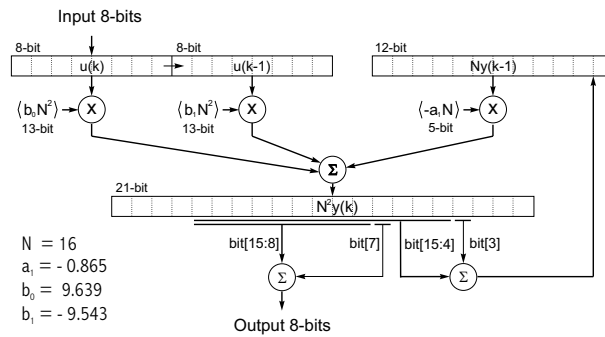 Input 8-bits
8-bit
8-bit
12-bit
u(k)
u(k-1)
Ny(k-1)
⟨b₀N²⟩
X
⟨b₁N²⟩
X
⟨-a₁N⟩
X
13-bit
13-bit
5-bit
Σ
21-bit
N²y(k)
bit[15:8]
bit[7]
bit[15:4]
bit[3]
Σ
Σ
Output 8-bits
N = 16
a₁ = - 0.865
b₀ = 9.639
b₁ = - 9.543